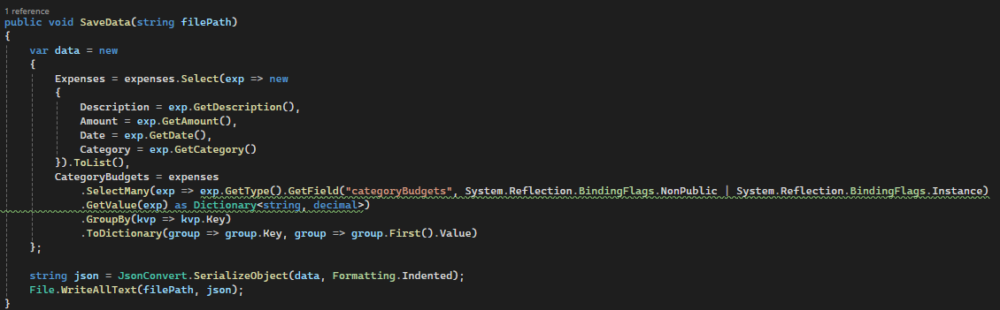 1 reference
public void SaveData(string filePath)
{
    var data = new
    {
        Expenses = expenses.Select(exp => new
        {
            Description = exp.GetDescription(),
            Amount = exp.GetAmount(),
            Date = exp.GetDate(),
            Category = exp.GetCategory()
        }).ToList(),
        CategoryBudgets = expenses
            .SelectMany(exp => exp.GetType().GetField("categoryBudgets", System.Reflection.BindingFlags.NonPublic | System.Reflection.BindingFlags.Instance)
            .GetValue(exp) as Dictionary<string, decimal>)
            .GroupBy(kvp => kvp.Key)
            .ToDictionary(group => group.Key, group => group.First().Value)
    };

    string json = JsonConvert.SerializeObject(data, Formatting.Indented);
    File.WriteAllText(filePath, json);
}